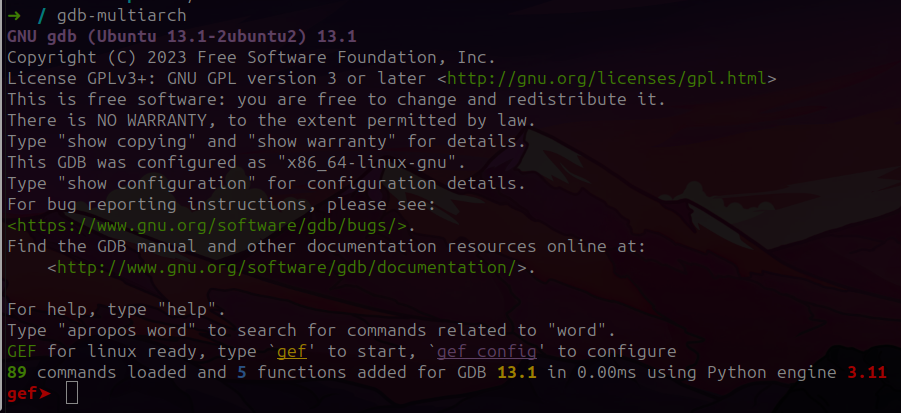 ➜ / gdb-multiarch
GNU gdb (Ubuntu 13.1-2ubuntu2) 13.1
Copyright (C) 2023 Free Software Foundation, Inc.
License GPLv3+: GNU GPL version 3 or later <http://gnu.org/licenses/gpl.html>
This is free software: you are free to change and redistribute it.
There is NO WARRANTY, to the extent permitted by law.
Type "show copying" and "show warranty" for details.
This GDB was configured as "x86_64-linux-gnu".
Type "show configuration" for configuration details.
For bug reporting instructions, please see:
<https://www.gnu.org/software/gdb/bugs/>.
Find the GDB manual and other documentation resources online at:
    <http://www.gnu.org/software/gdb/documentation/>.
For help, type "help".
Type "apropos word" to search for commands related to "word".
GEF for linux ready, type `gef' to start, `gef config' to configure
89 commands loaded and 5 functions added for GDB 13.1 in 0.00ms using Python engine 3.11
gef➤